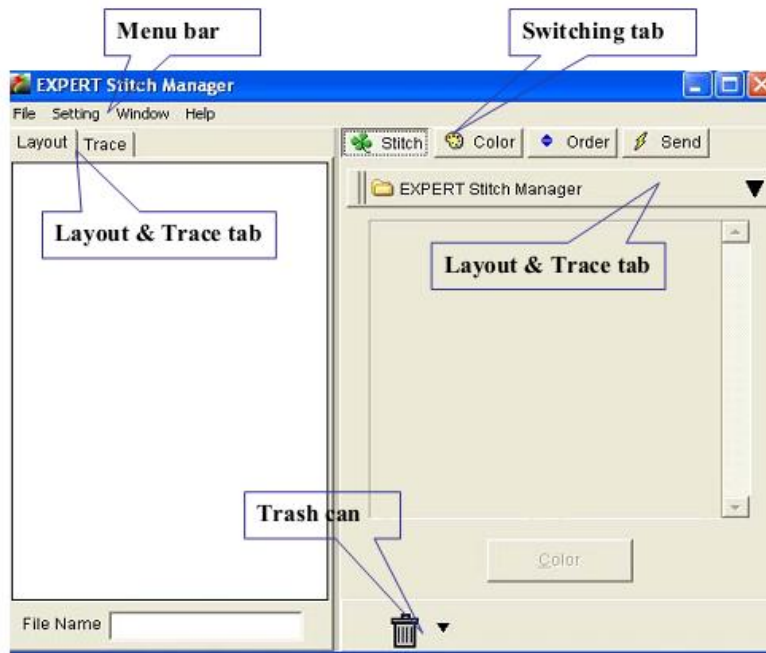 Menu bar
Switching tab
EXPERT Stitch Manager
File Setting Window Help
Layout Trace
Stitch Color Order Send
EXPERT Stitch Manager
Layout & Trace tab
Layout & Trace tab
Trash can
Color
File Name